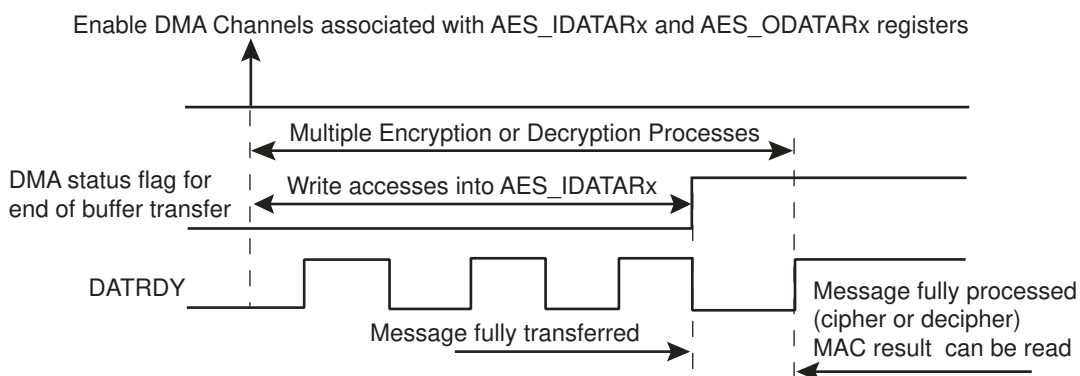 Enable DMA Channels associated with AES_IDATARx and AES_ODATARx registers
Multiple Encryption or Decryption Processes
DMA status flag for
end of buffer transfer
Write accesses into AES_IDATARx
DATRDY
Message fully transferred
Message fully processed
(cipher or decipher)
MAC result can be read